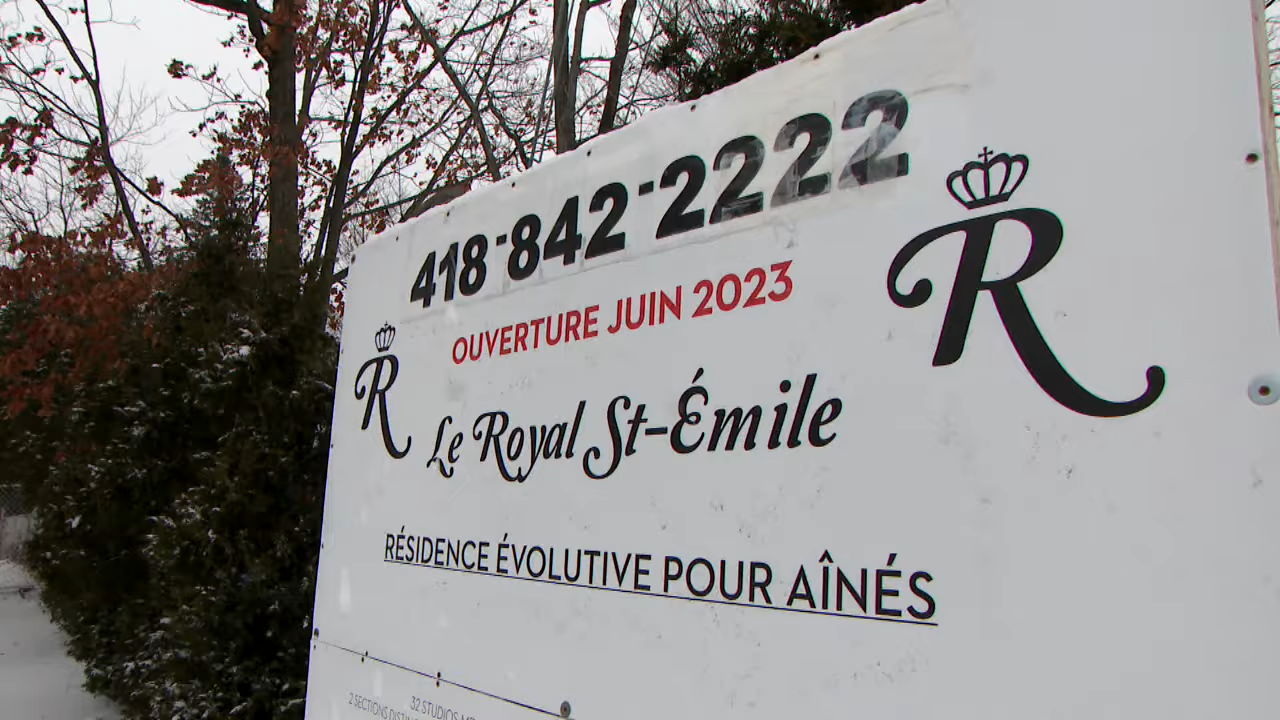 418-842-2222
OUVERTURE JUIN 2023
R
R
Le Royal St-Émile
RÉSIDENCE ÉVOLUTIVE POUR AÎNÉS
32 STUDIOS
2 SECTIONS